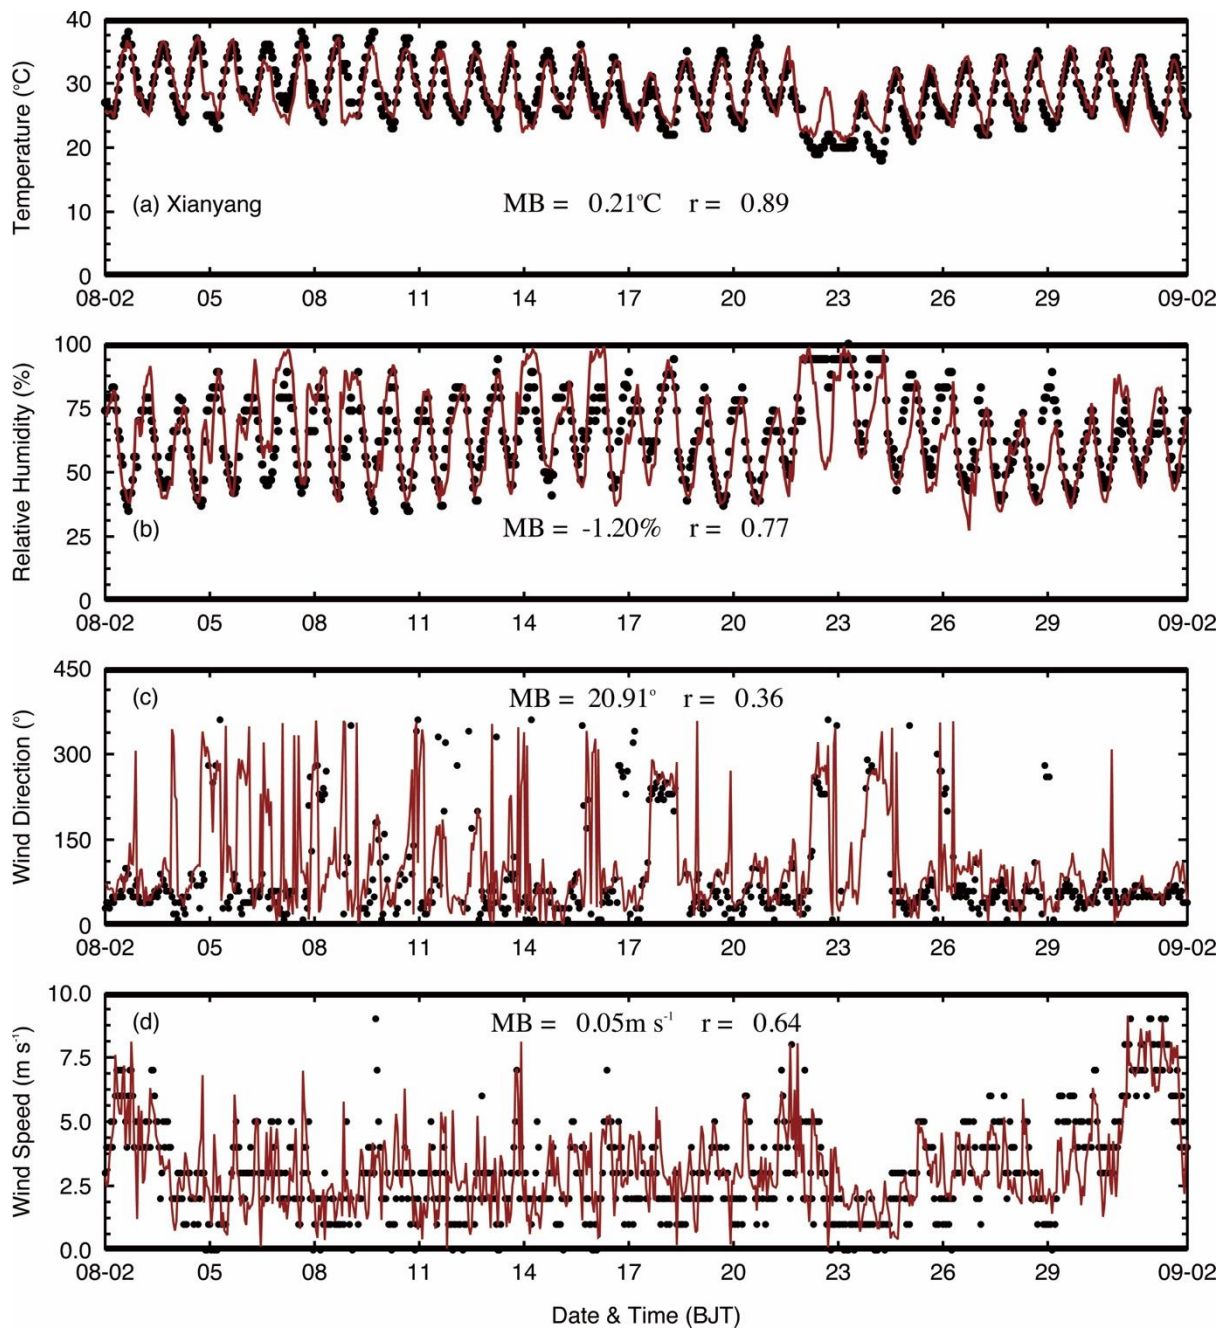 40
30
20
10
0
Temperature (°C)
(a) Xianyang
MB = 0.21°C r = 0.89
08-02 05 08 11 14 17 20 23 26 29 09-02
100
75
50
25
0
Relative Humidity (%)
(b)
MB = -1.20% r = 0.77
08-02 05 08 11 14 17 20 23 26 29 09-02
450
300
150
0
Wind Direction (°)
(c)
MB = 20.91° r = 0.36
08-02 05 08 11 14 17 20 23 26 29 09-02
10.0
7.5
5.0
2.5
0.0
Wind Speed (m s⁻¹)
(d)
MB = 0.05m s⁻¹ r = 0.64
08-02 05 08 11 14 17 20 23 26 29 09-02
Date & Time (BJT)